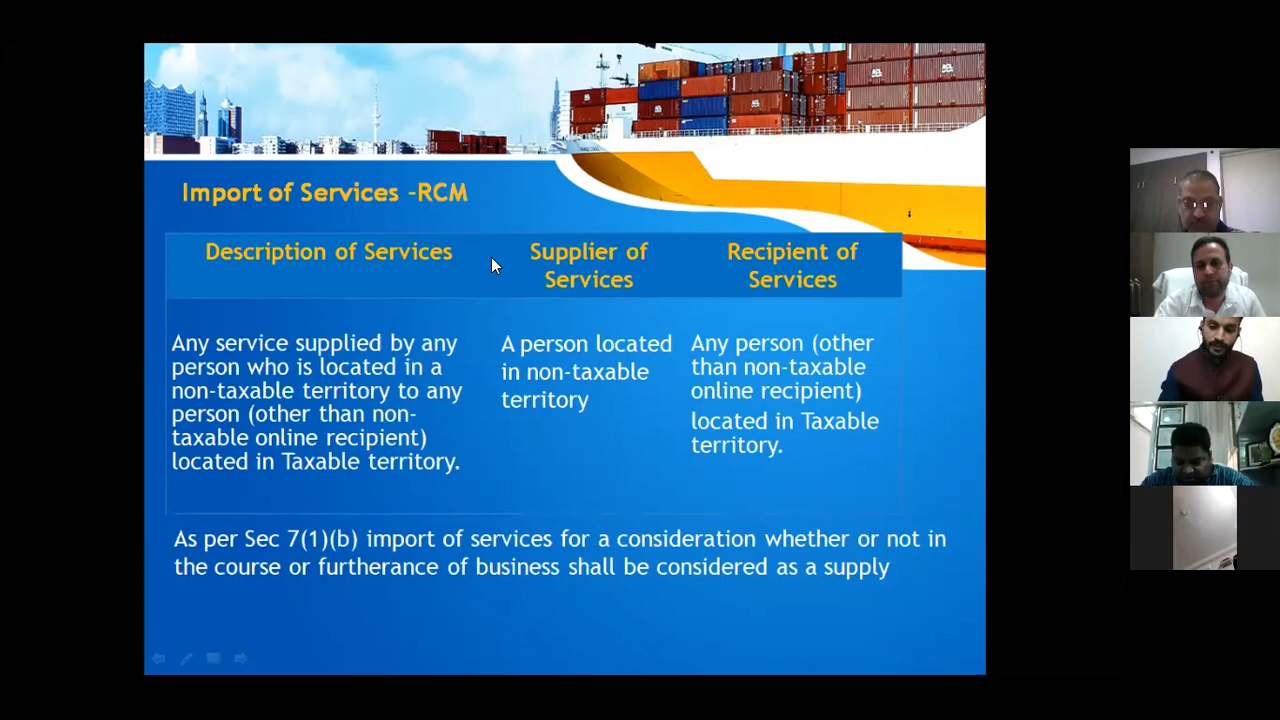 Import of Services -RCM
Description of Services
Supplier of
Services
Recipient of
Services
Any service supplied by any
person who is located in a
non-taxable territory to any
person (other than non-
taxable online recipient)
located in Taxable territory.
A person located
in non-taxable
territory
Any person (other
than non-taxable
online recipient)
located in Taxable
territory.
As per Sec 7(1)(b) import of services for a consideration whether or not in
the course or furtherance of business shall be considered as a supply